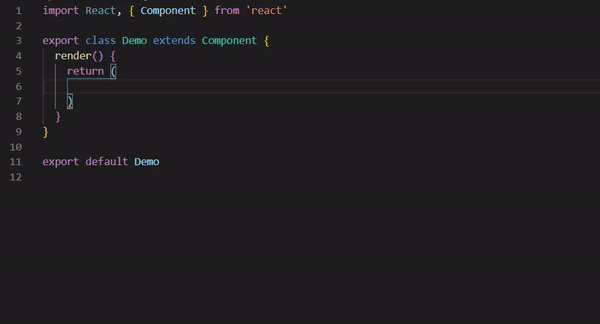 1 import React, { Component } from 'react'
2
3 export class Demo extends Component {
4 render() {
5 return (
6
7 )
8 }
9 }
10
11 export default Demo
12